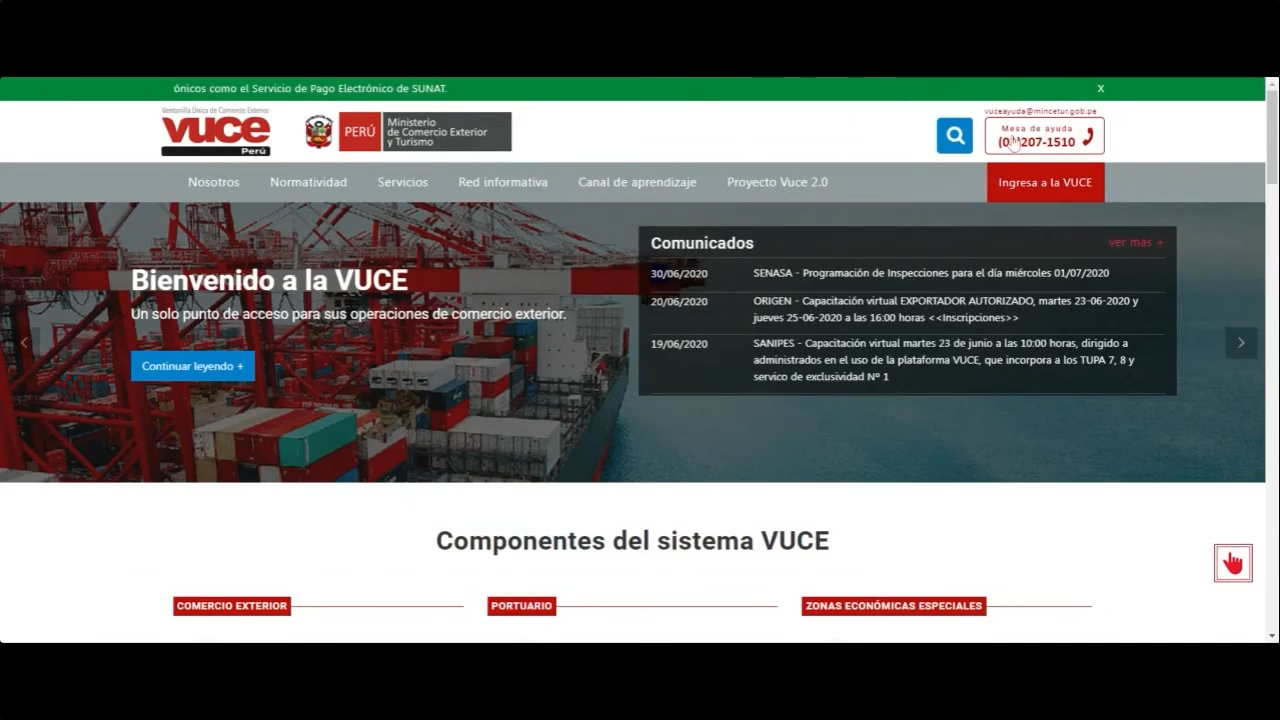 ónicos como el Servicio de Pago Electrónico de SUNAT.
X
Ventanilla Única de Comercio Exterior
vuce
Perú
PERÚ
Ministerio
de Comercio Exterior
y Turismo
vuceayuda@mincetur.gob.pe
Mesa de ayuda
207-1510
Nosotros
Normatividad
Servicios
Red informativa
Canal de aprendizaje
Proyecto Vuce 2.0
Ingresa a la VUCE
Bienvenido a la VUCE
Un solo punto de acceso para sus operaciones de comercio exterior.
Continuar leyendo +
Comunicados
ver más +
30/06/2020
SENASA - Programación de Inspecciones para el día miércoles 01/07/2020
20/06/2020
ORIGEN - Capacitación virtual EXPORTADOR AUTORIZADO, martes 23-06-2020 y
jueves 25-06-2020 a las 16:00 horas <<Inscripciones>>
19/06/2020
SANIPES - Capacitación virtual martes 23 de junio a las 10:00 horas, dirigido a
administrados en el uso de la plataforma VUCE, que incorpora a los TUPA 7, 8 y
servico de exclusividad Nº 1
Componentes del sistema VUCE
COMERCIO EXTERIOR
PORTUARIO
ZONAS ECONÓMICAS ESPECIALES